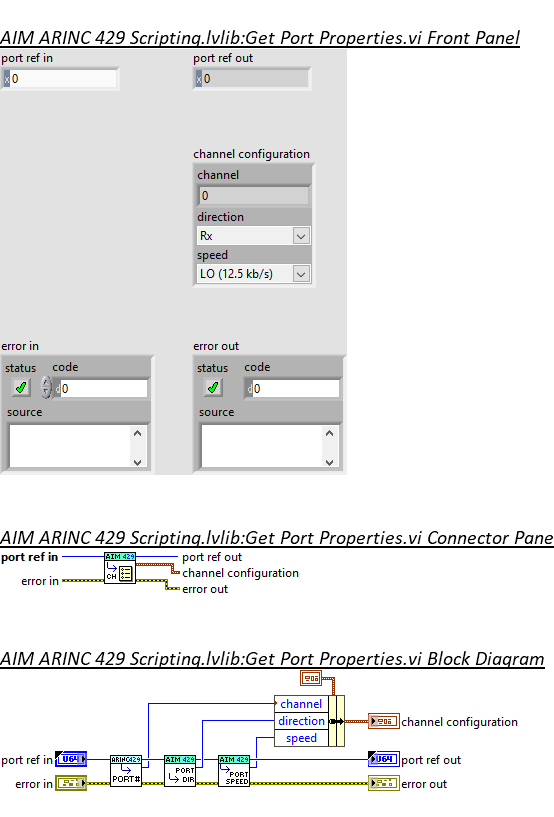 AIM ARINC 429 Scripting.lvlib:Get Port Properties.vi Front Panel
port ref in
port ref out
x 0
x 0
channel configuration
channel
0
direction
Rx
speed
LO (12.5 kb/s)
error in
error out
status code
status code
d 0
d 0
source
source
AIM ARINC 429 Scripting.lvlib:Get Port Properties.vi Connector Pane
port ref in
AIM 429
CH
port ref out
channel configuration
error in
error out
AIM ARINC 429 Scripting.lvlib:Get Port Properties.vi Block Diagram
channel
direction
speed
channel configuration
port ref in
U64
ARINC429
PORT#
AIM 429
PORT
DIR
AIM 429
PORT
SPEED
U64
port ref out
error in
error out